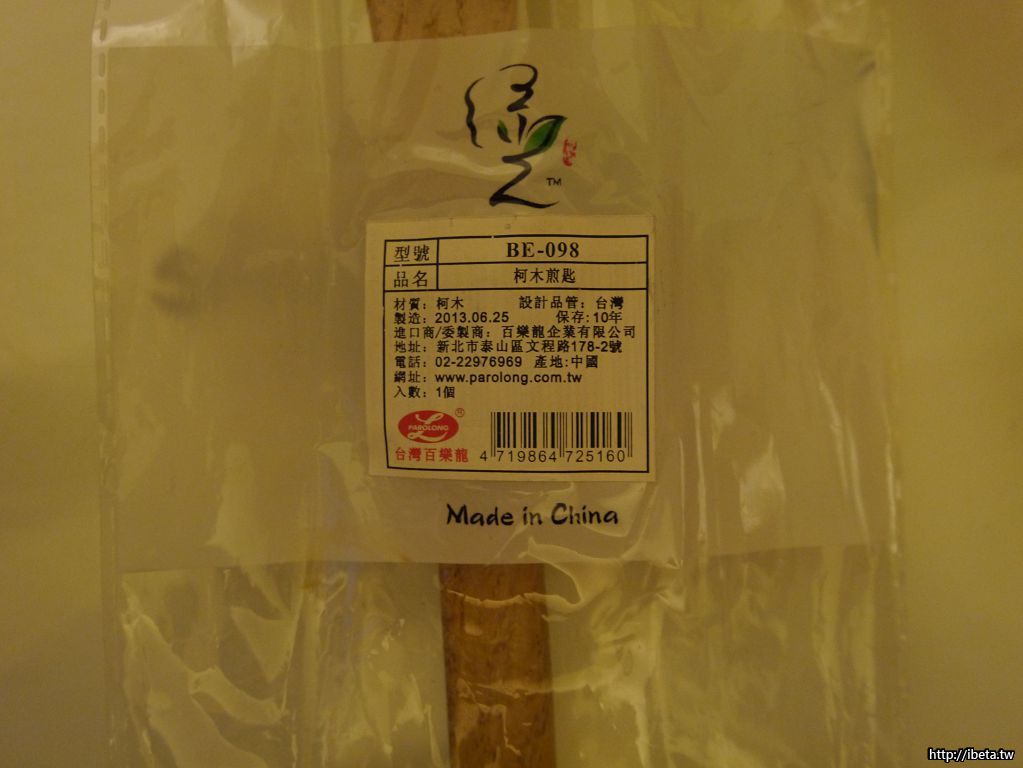 TM
型號 BE-098
品名 柯木煎匙
材質：柯木 設計品管：台灣
製造：2013.06.25 保存:10年
進口商/委製商：百樂龍企業有限公司
地址：新北市泰山區文程路178-2號
電話：02-22976969 產地:中國
網址：www.parolong.com.tw
入數：1個
PAROLONG ®
台灣百樂龍
4 719864 725160
Made in China
http://ibeta.tw